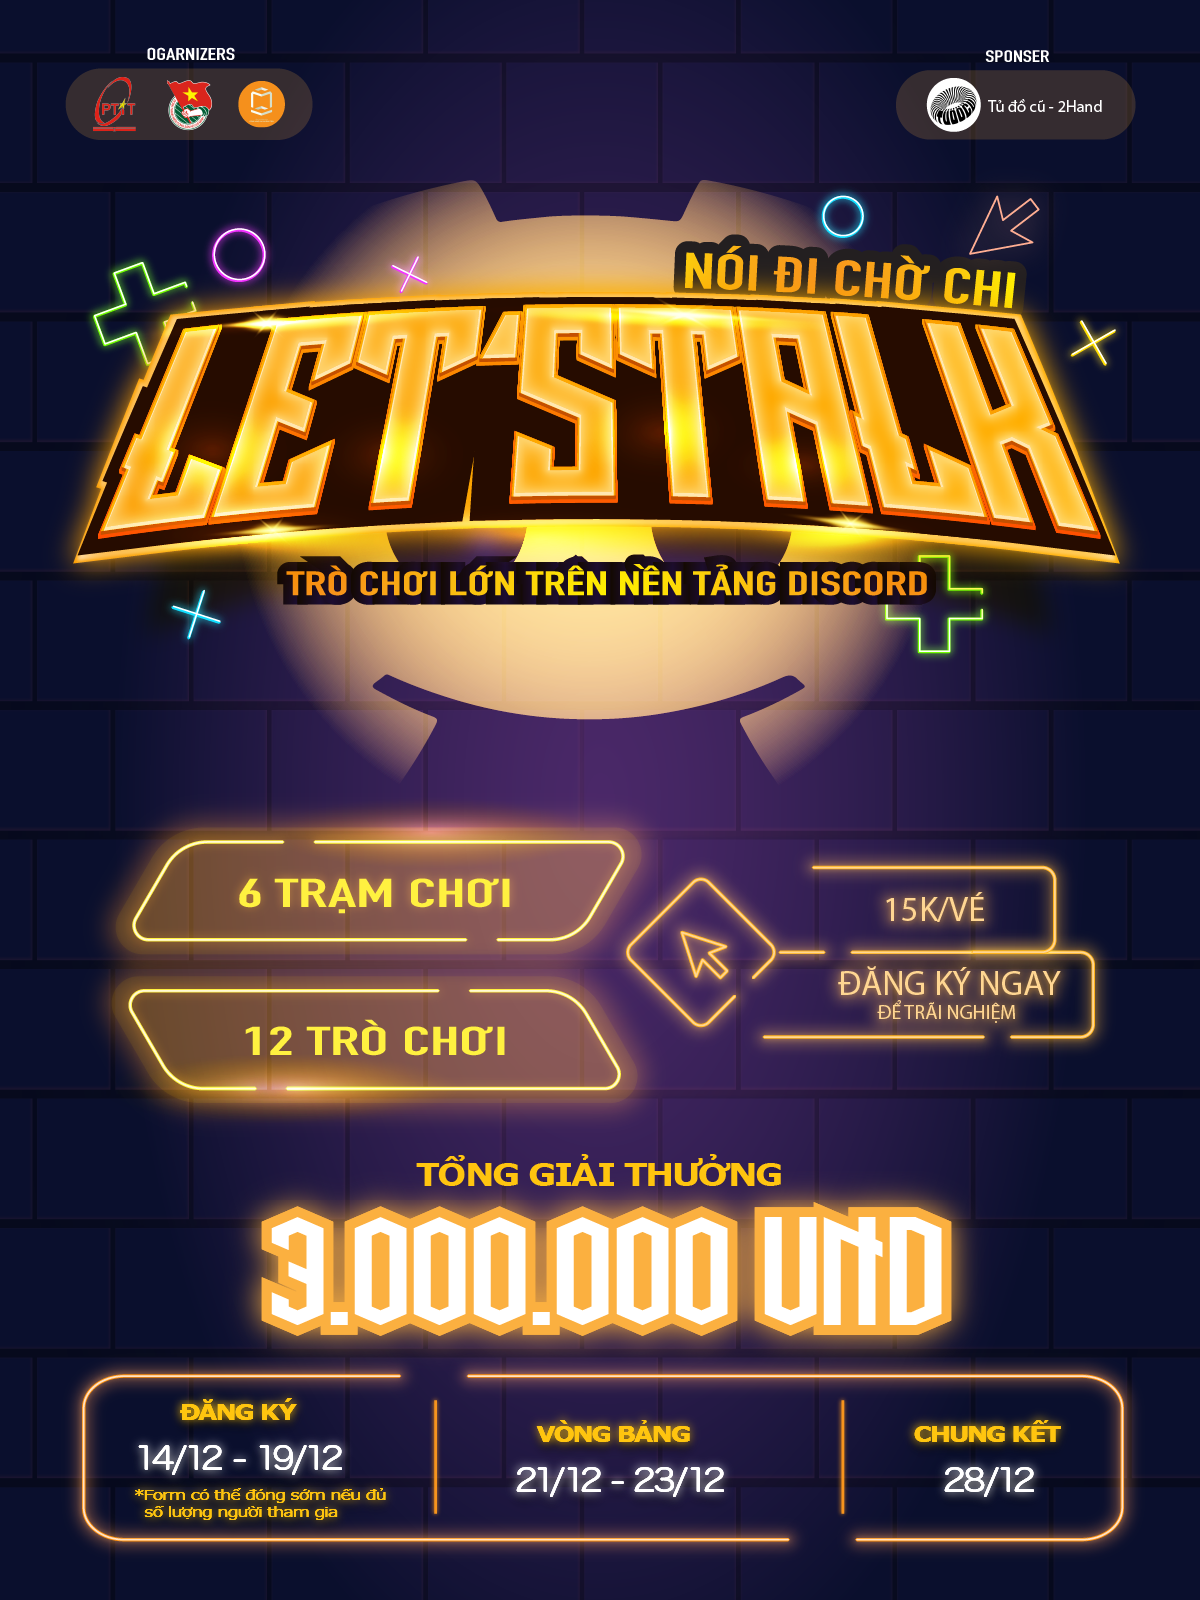 OGARNIZERS
SPONSER
PTIT
Tủ đồ cũ - 2Hand
NÓI ĐI CHỜ CHI
LET'STALK
TRÒ CHƠI LỚN TRÊN NỀN TẢNG DISCORD
6 TRẠM CHƠI
12 TRÒ CHƠI
15K/VÉ
ĐĂNG KÝ NGAY
ĐỂ TRÃI NGHIỆM
TỔNG GIẢI THƯỞNG
3.000.000 VND
ĐĂNG KÝ
14/12 - 19/12
*Form có thể đóng sớm nếu đủ
số lượng người tham gia
VÒNG BẢNG
21/12 - 23/12
CHUNG KẾT
28/12